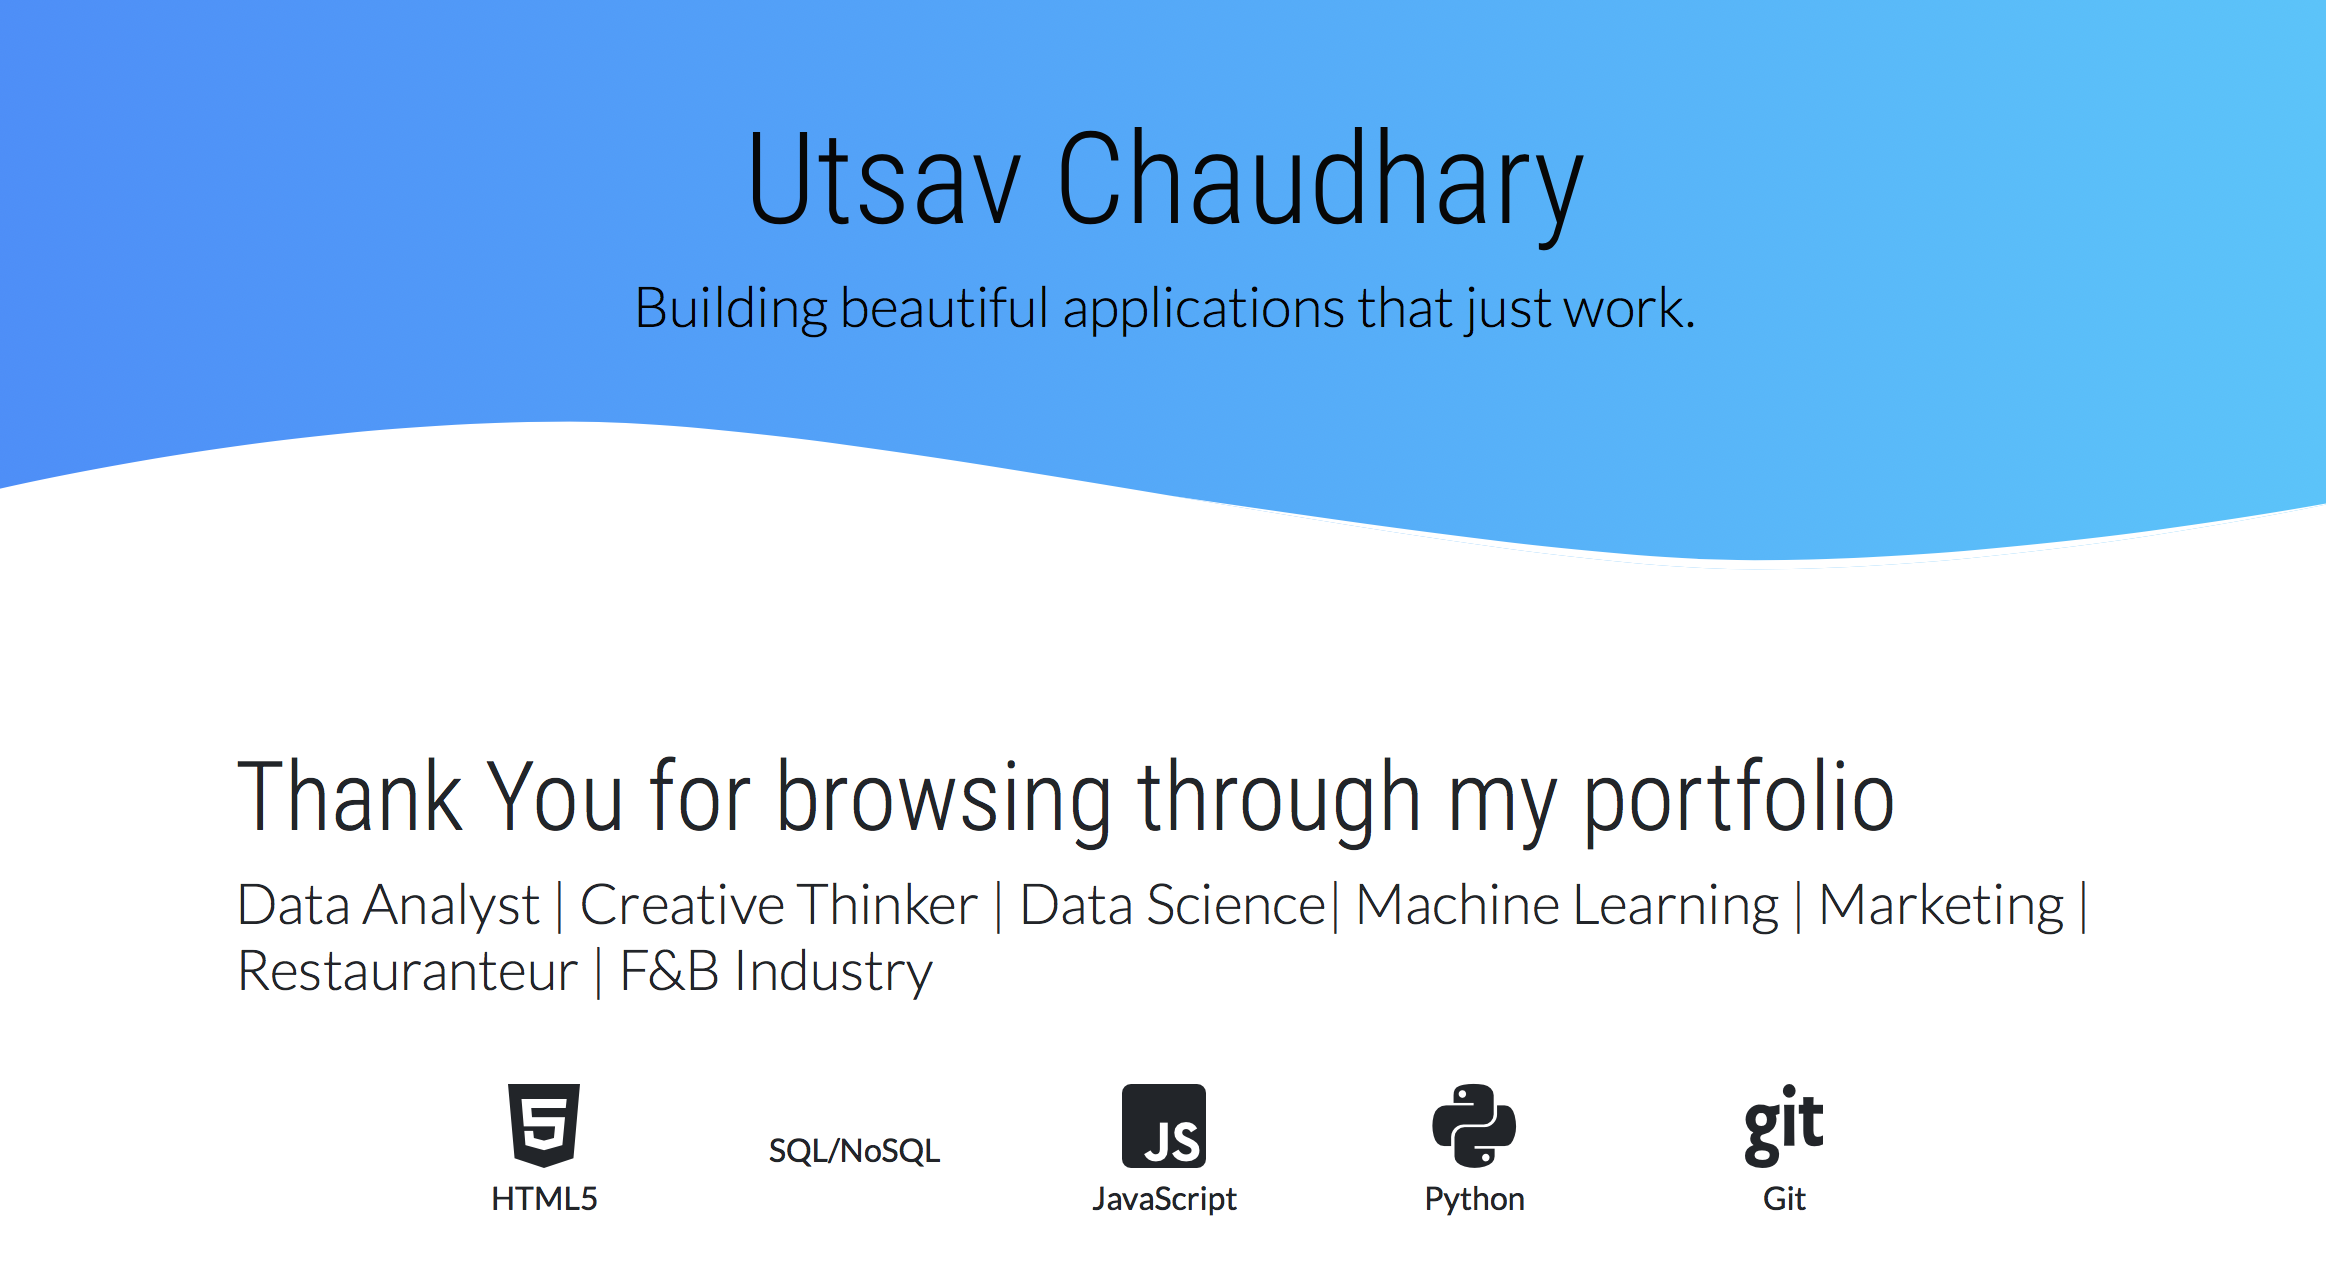 Utsav Chaudhary
Building beautiful applications that just work.
Thank You for browsing through my portfolio
Data Analyst | Creative Thinker | Data Science| Machine Learning | Marketing |
Restauranteur | F&B Industry
5
JS
git
SQL/NoSQL
HTML5
JavaScript
Python
Git